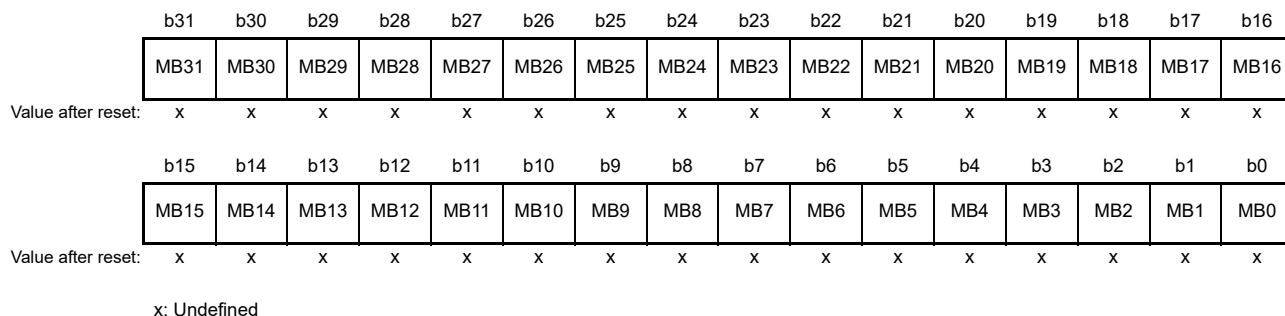 b31 b30 b29 b28 b27 b26 b25 b24 b23 b22 b21 b20 b19 b18 b17 b16
MB31 MB30 MB29 MB28 MB27 MB26 MB25 MB24 MB23 MB22 MB21 MB20 MB19 MB18 MB17 MB16
Value after reset: x x x x x x x x x x x x x x x x
b15 b14 b13 b12 b11 b10 b9 b8 b7 b6 b5 b4 b3 b2 b1 b0
MB15 MB14 MB13 MB12 MB11 MB10 MB9 MB8 MB7 MB6 MB5 MB4 MB3 MB2 MB1 MB0
Value after reset: x x x x x x x x x x x x x x x x
x: Undefined